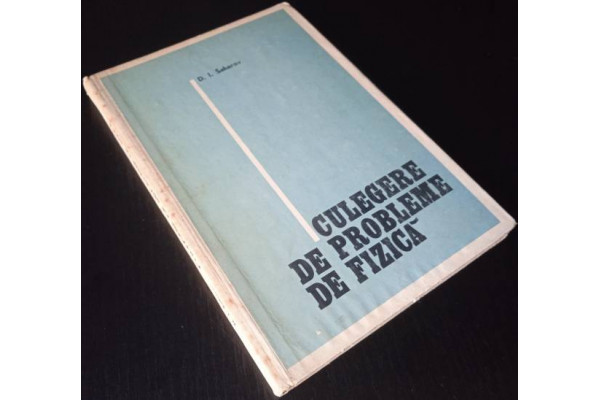 D. I. Saharov
CULEGERE
DE PROBLEME
DE FIZICĂ